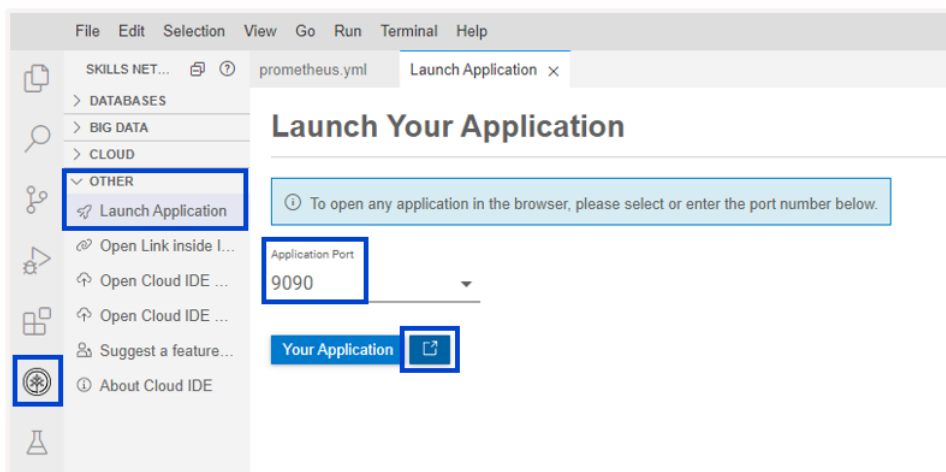 File Edit Selection View Go Run Terminal Help
SKILLS NET...
prometheus.yml
Launch Application
DATABASES
BIG DATA
CLOUD
OTHER
Launch Application
Open Link inside I...
Open Cloud IDE ...
Open Cloud IDE ...
Suggest a feature...
About Cloud IDE
Launch Your Application
To open any application in the browser, please select or enter the port number below.
Application Port
9090
Your Application